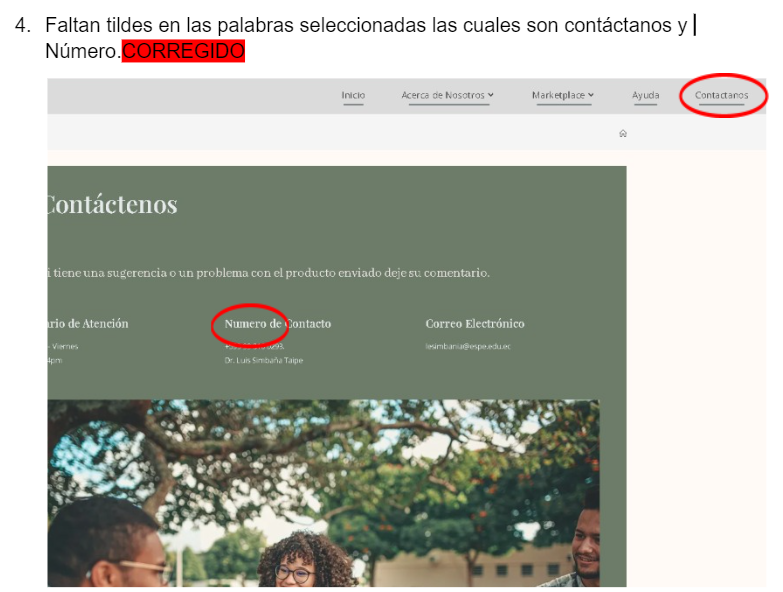 4. Faltan tildes en las palabras seleccionadas las cuales son contáctanos y
Número.CORREGIDO
Inicio Acerca de Nosotros Marketplace Ayuda Contactanos
Contáctenos
i tiene una sugerencia o un problema con el producto enviado deje su comentario.
ario de Atención Numero de Contacto Correo Electrónico
- Viernes lesimbania@espe.edu.ec
4pm Dr. Luis Simbaña Taipe